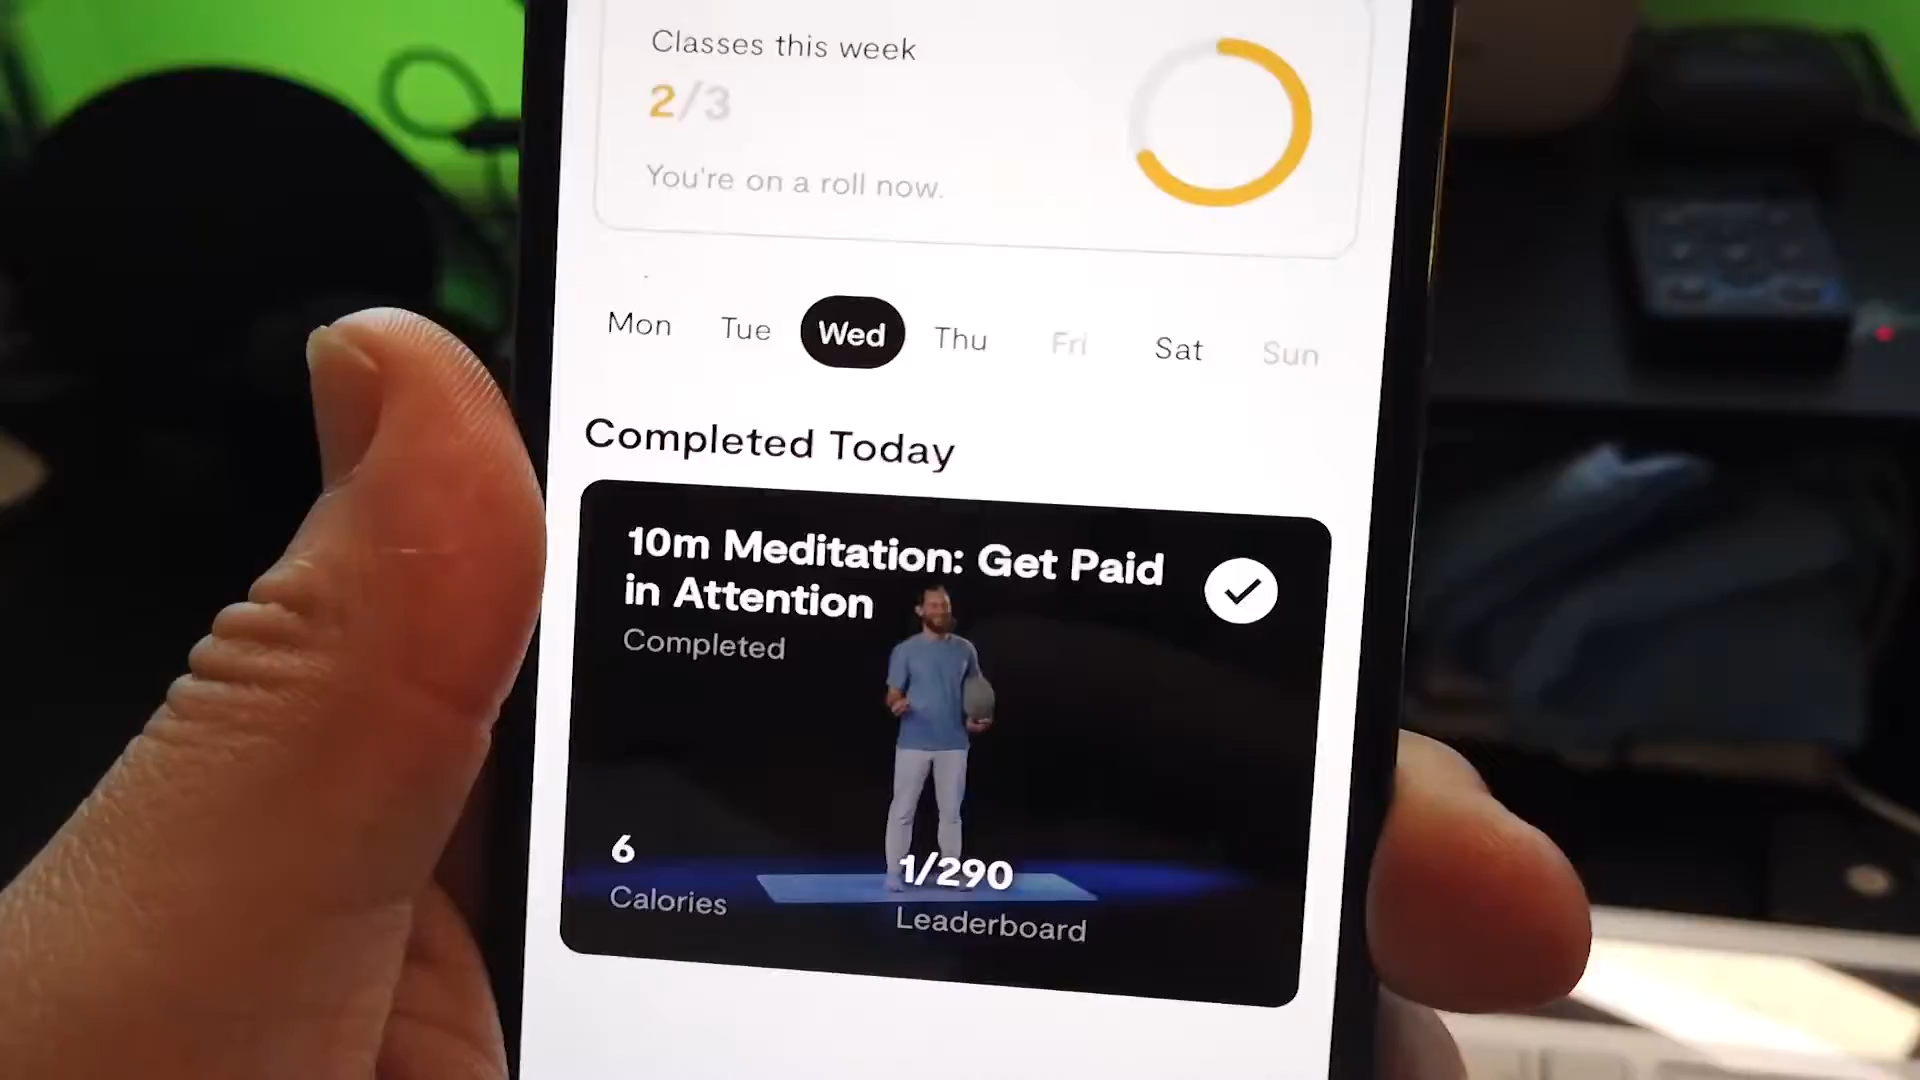 Classes this week
2/3
You're on a roll now.
Mon Tue Wed Thu Fri Sat Sun
Completed Today
10m Meditation: Get Paid
in Attention
Completed
6 1/290
Calories Leaderboard